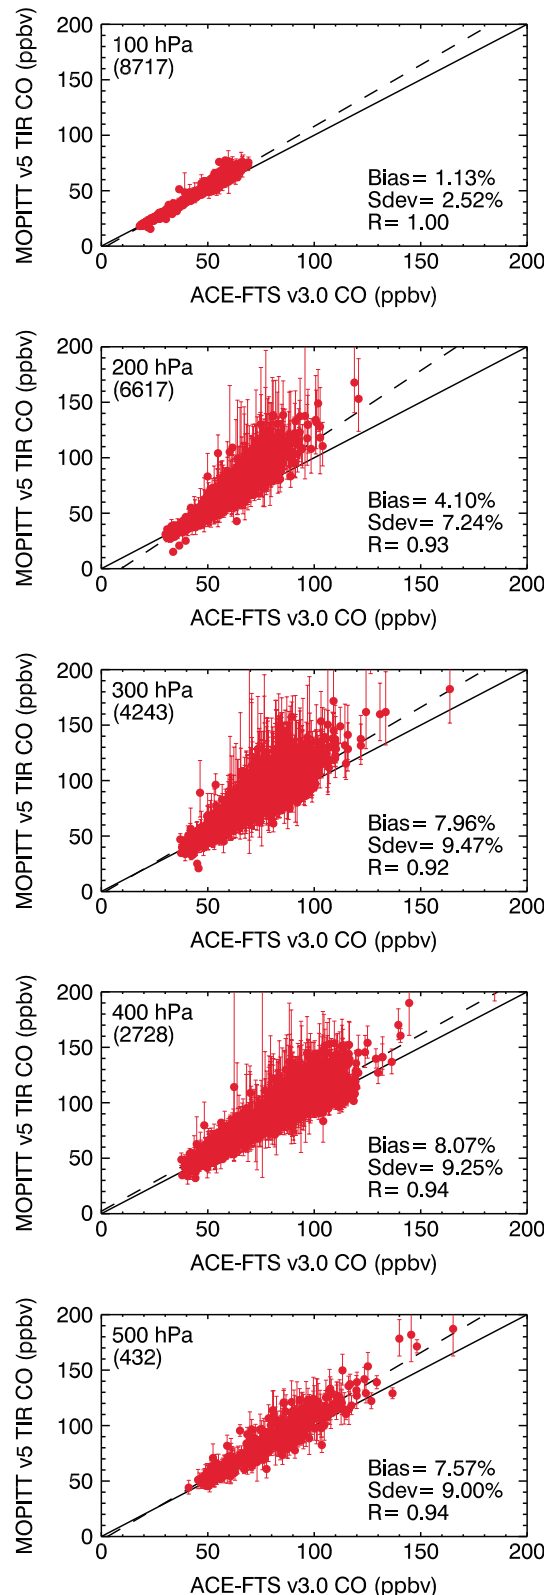 MOPITT v5 TIR CO (ppbv)
200
150
100
50
0
100 hPa
(8717)
Bias= 1.13%
Sdev= 2.52%
R= 1.00
0 50 100 150 200
ACE-FTS v3.0 CO (ppbv)
MOPITT v5 TIR CO (ppbv)
200
150
100
50
0
200 hPa
(6617)
Bias= 4.10%
Sdev= 7.24%
R= 0.93
0 50 100 150 200
ACE-FTS v3.0 CO (ppbv)
MOPITT v5 TIR CO (ppbv)
200
150
100
50
0
300 hPa
(4243)
Bias= 7.96%
Sdev= 9.47%
R= 0.92
0 50 100 150 200
ACE-FTS v3.0 CO (ppbv)
MOPITT v5 TIR CO (ppbv)
200
150
100
50
0
400 hPa
(2728)
Bias= 8.07%
Sdev= 9.25%
R= 0.94
0 50 100 150 200
ACE-FTS v3.0 CO (ppbv)
MOPITT v5 TIR CO (ppbv)
200
150
100
50
0
500 hPa
(432)
Bias= 7.57%
Sdev= 9.00%
R= 0.94
0 50 100 150 200
ACE-FTS v3.0 CO (ppbv)